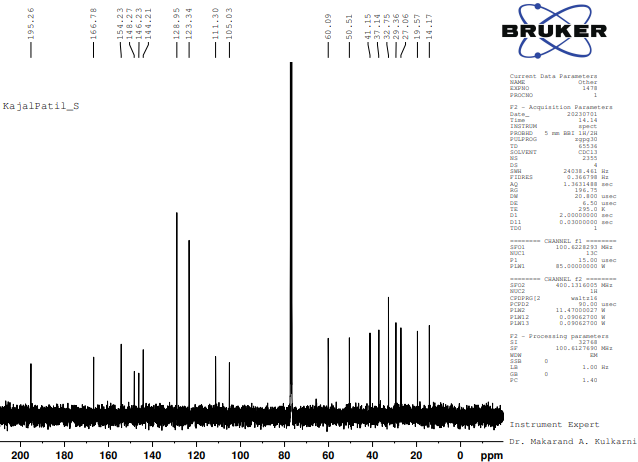 195.26
166.78
154.23
148.27
146.23
144.21
128.95
123.34
111.30
105.03
60.09
50.51
41.15
37.14
32.75
29.36
27.06
19.57
14.17
BRUKER
KajalPatil_S
Current Data Parameters
NAME Other
EXPNO 1478
PROCNO 1
F2 - Acquisition Parameters
Date_ 20230701
Time 14.14
INSTRUM spect
PROBHD 5 mm BBI 1H/2H
PULPROG zgpg30
TD 65536
SOLVENT CDCl3
NS 2355
DS 4
SWH 24038.461 Hz
FIDRES 0.366798 Hz
AQ 1.3631488 sec
RG 196.75
DW 20.800 usec
DE 6.50 usec
TE 295.0 K
D1 2.00000000 sec
D11 0.03000000 sec
TD0 1
======== CHANNEL f1 ========
SFO1 100.6228293 MHz
NUC1 13C
P1 15.00 usec
PLW1 85.00000000 W
======== CHANNEL f2 ========
SFO2 400.1316005 MHz
NUC2 1H
CPDPRG[2 waltz16
PCPD2 90.00 usec
PLW2 11.47000027 W
PLW12 0.09062700 W
PLW13 0.09062700 W
F2 - Processing parameters
SI 32768
SF 100.6127690 MHz
WDW EM
SSB 0
LB 1.00 Hz
GB 0
PC 1.40
Instrument Expert
Dr. Makarand A. Kulkarni
200 180 160 140 120 100 80 60 40 20 0 ppm